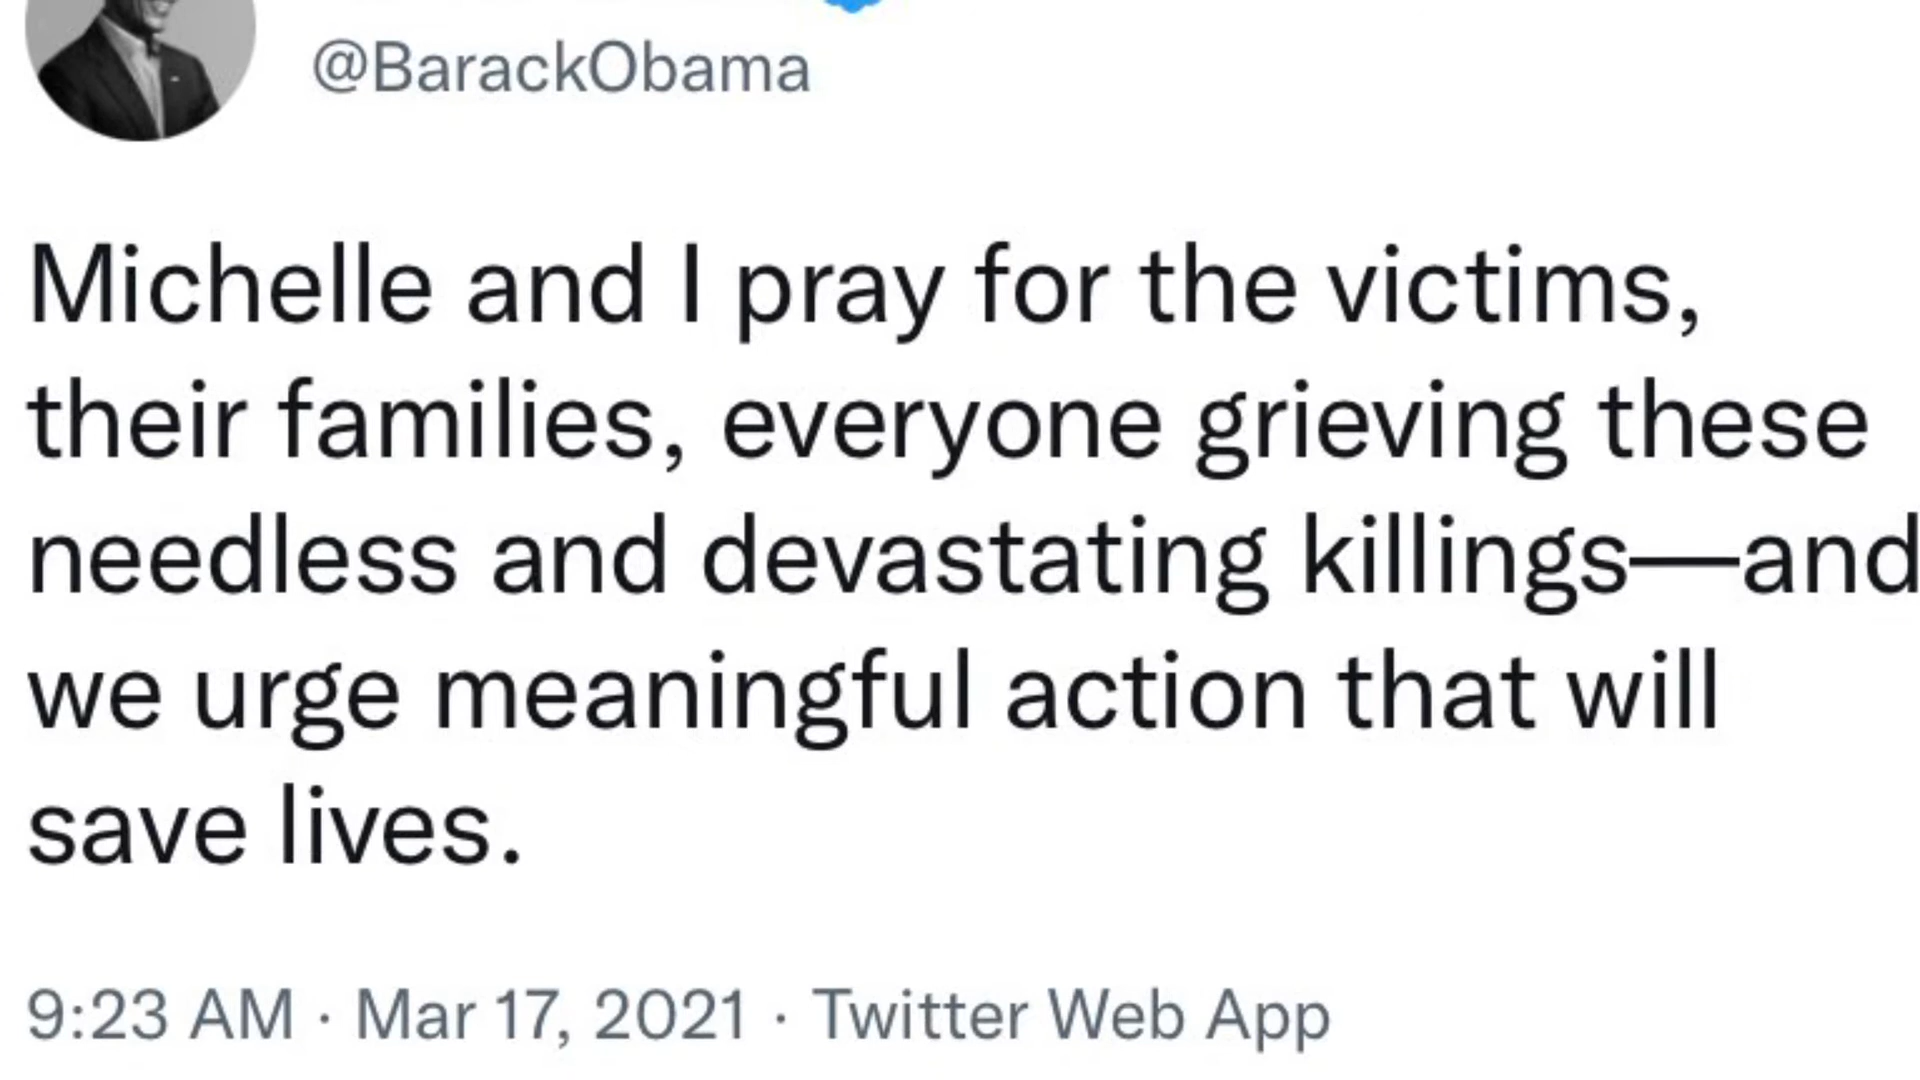 @BarackObama
Michelle and I pray for the victims,
their families, everyone grieving these
needless and devastating killings—and
we urge meaningful action that will
save lives.
9:23 AM · Mar 17, 2021 · Twitter Web App